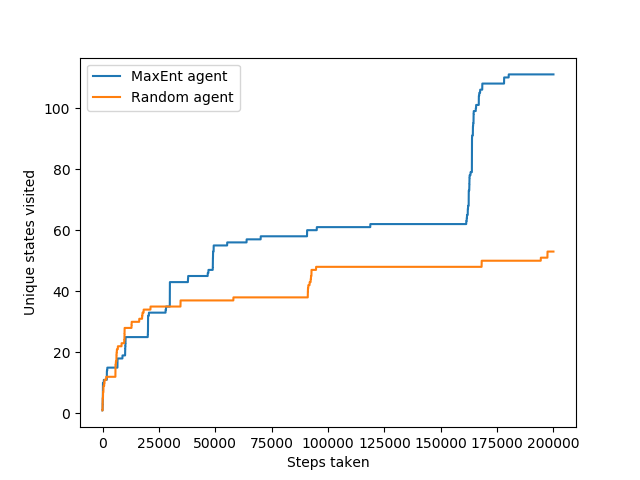 MaxEnt agent
Random agent
Unique states visited
100
80
60
40
20
0
0 25000 50000 75000 100000 125000 150000 175000 200000
Steps taken